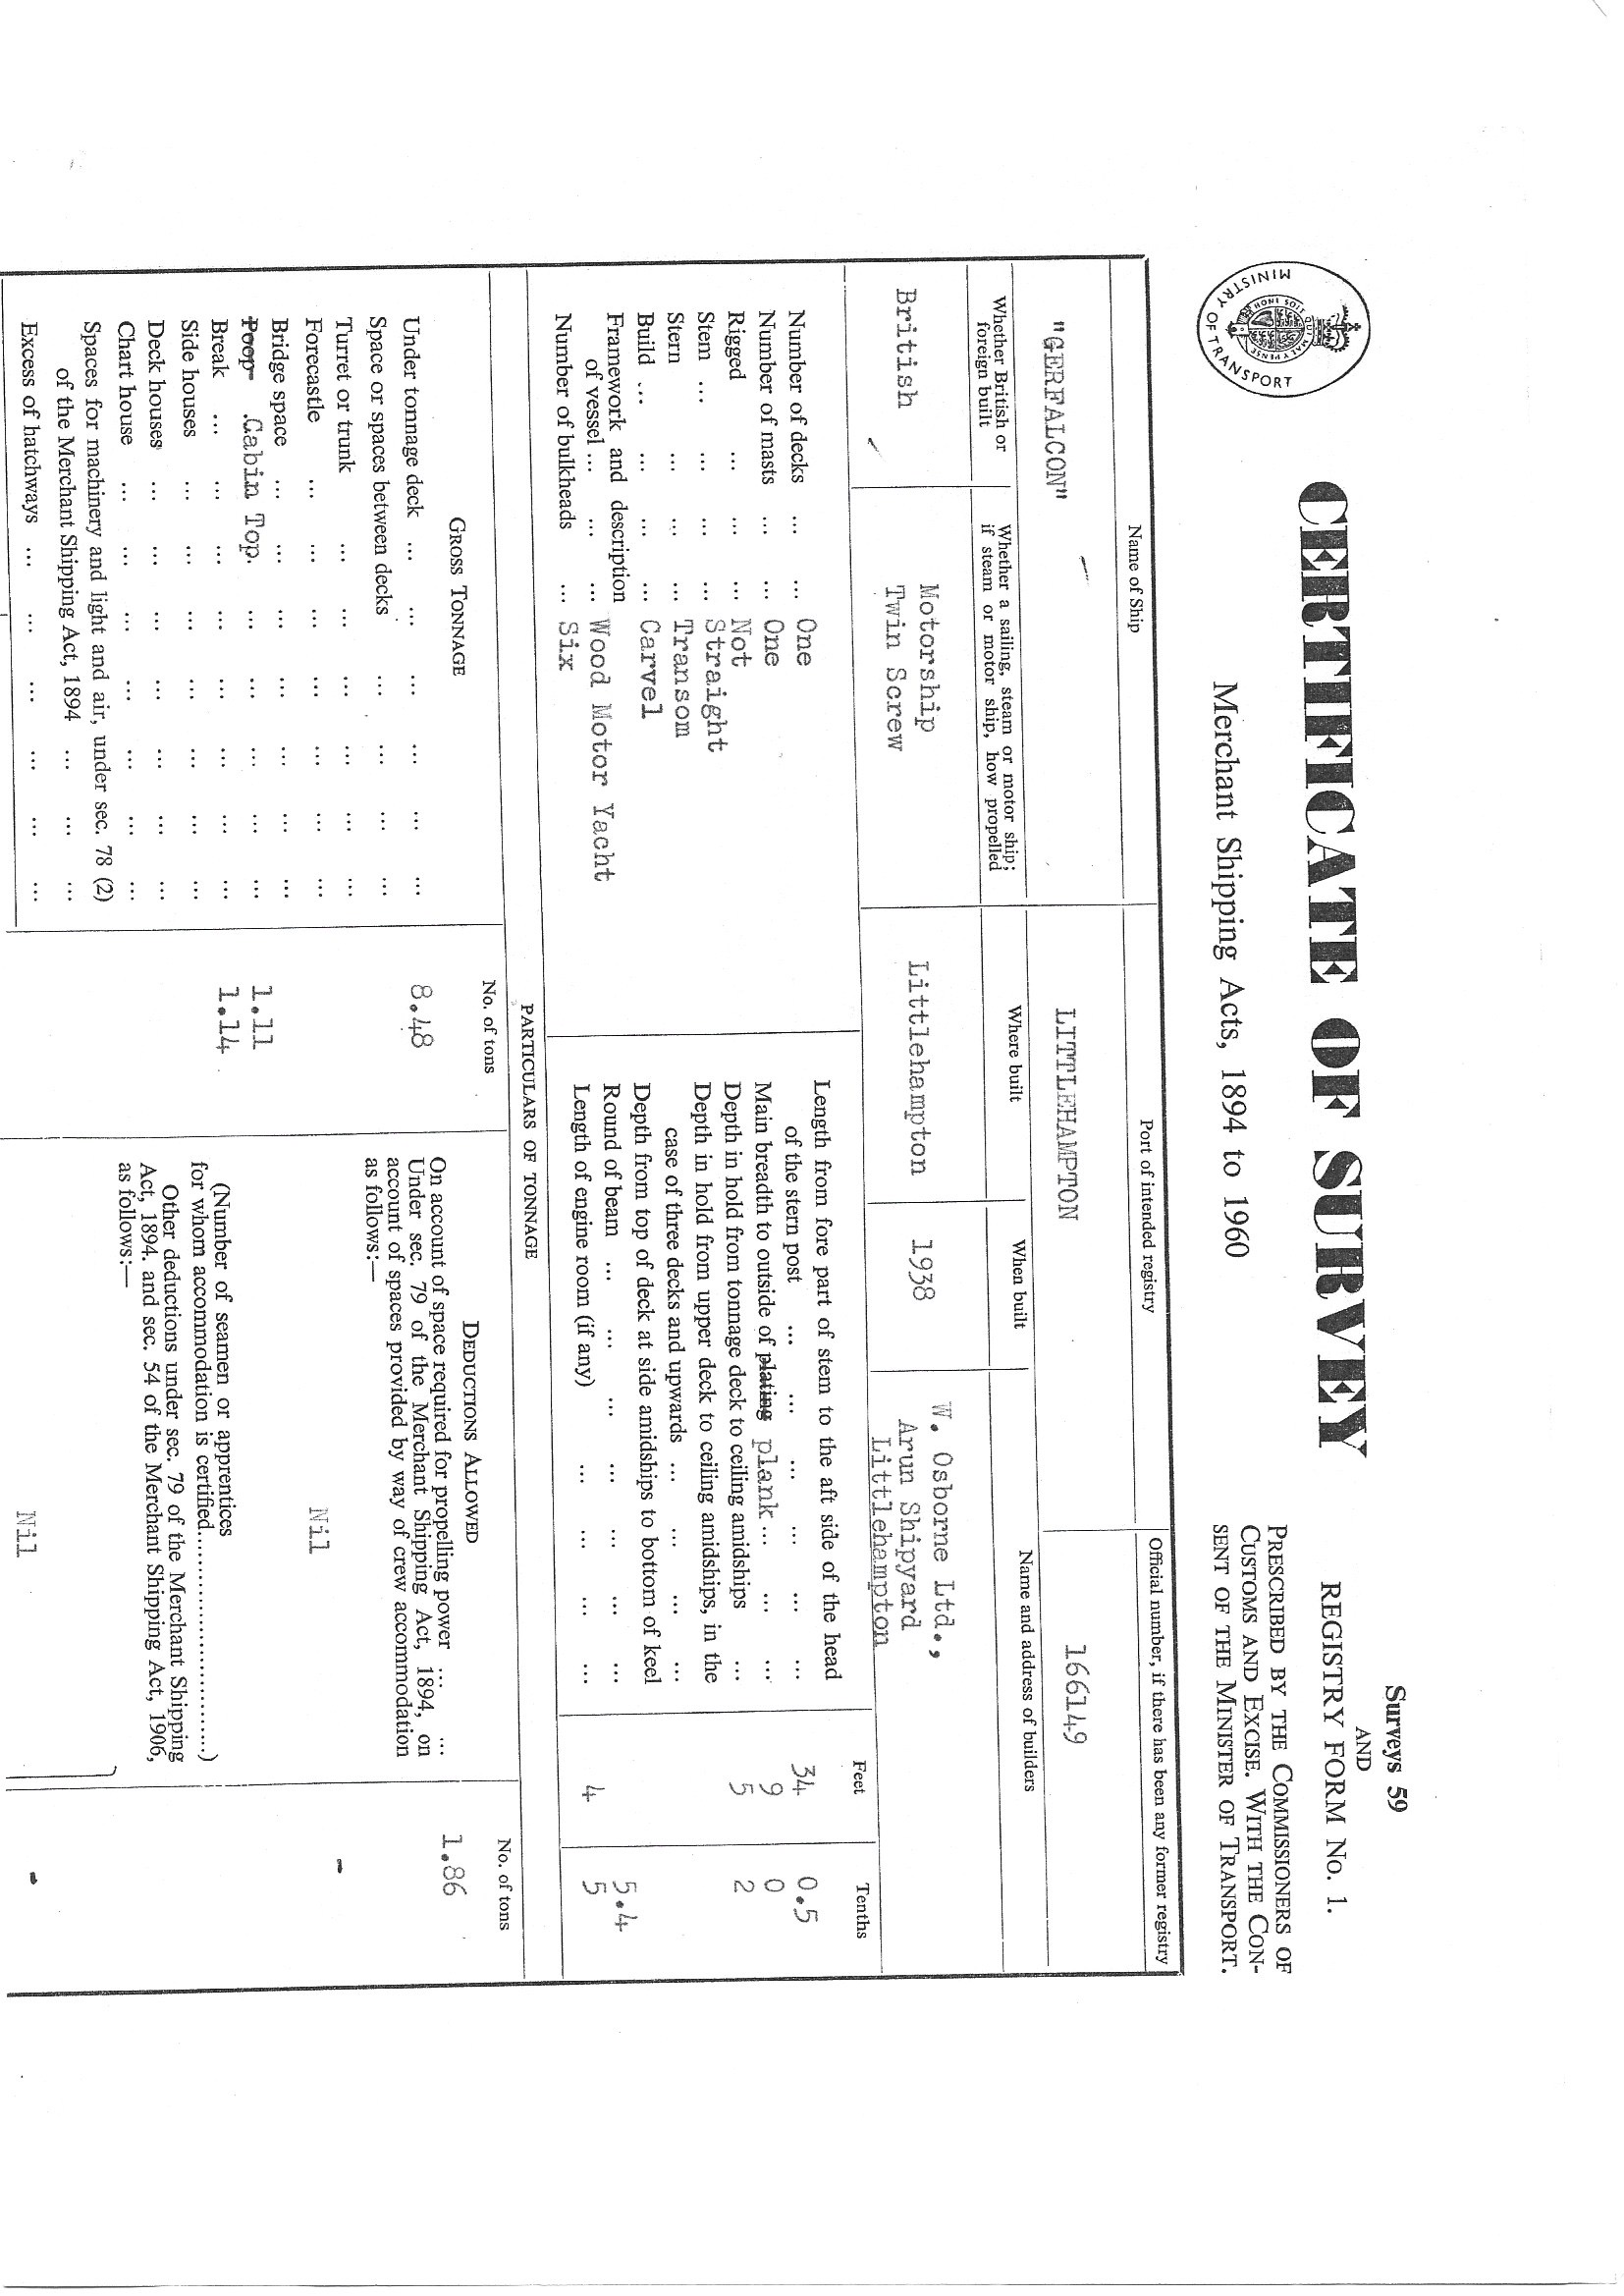 Surveys 59
AND
REGISTRY FORM No. 1.
MINISTRY OF TRANSPORT
HONI SOIT QUI MAL Y PENSE
CERTIFICATE OF SURVEY
Merchant Shipping Acts, 1894 to 1960
PRESCRIBED BY THE COMMISSIONERS OF
CUSTOMS AND EXCISE. WITH THE CON-
SENT OF THE MINISTER OF TRANSPORT.
Name of Ship
Port of intended registry
Official number, if there has been any former registry
"GERFALCON"
LITTLEHAMPTON
166149
Whether British or
foreign built
Whether a sailing, steam or motor ship;
if steam or motor ship, how propelled
Where built
When built
Name and address of builders
British
Motorship
Twin Screw
Littlehampton
1938
W. Osborne Ltd.,
Arun Shipyard
Littlehampton
Number of decks ... ... One
Number of masts ... ... One
Rigged ... ... ... Not
Stem ... ... ... ... Straight
Stern ... ... ... Transom
Build ... ... ... ... Carvel
Framework and description
of vessel ... ... ... Wood Motor Yacht
Number of bulkheads ... Six
Feet Tenths
Length from fore part of stem to the aft side of the head
of the stern post ... ... ... ... ... ... 34 0.5
Main breadth to outside of plating plank ... ... ... 9 0
Depth in hold from tonnage deck to ceiling amidships ... 5 2
Depth in hold from upper deck to ceiling amidships, in the
case of three decks and upwards ... ... ... ...
Depth from top of deck at side amidships to bottom of keel
Round of beam ... ... ... ... ... ... ... 5.4
Length of engine room (if any) ... ... ... ... 4 5
PARTICULARS OF TONNAGE
GROSS TONNAGE
No. of tons
Under tonnage deck ... ... ... ... ... ... 8.48
Space or spaces between decks ... ... ... ...
Turret or trunk ... ... ... ... ... ...
Forecastle ... ... ... ... ... ... ...
Bridge space ... ... ... ... ... ... ...
Poop Cabin Top. ... ... ... ... ... 1.11
Break ... ... ... ... ... ... ... ... 1.14
Side houses ... ... ... ... ... ... ...
Deck houses ... ... ... ... ... ... ...
Chart house ... ... ... ... ... ... ...
Spaces for machinery and light and air, under sec. 78 (2)
of the Merchant Shipping Act, 1894 ... ... ...
Excess of hatchways ... ... ... ... ... ...
DEDUCTIONS ALLOWED
No. of tons
On account of space required for propelling power ... ... 1.86
Under sec. 79 of the Merchant Shipping Act, 1894, on
account of spaces provided by way of crew accommodation
as follows:—
Nil -
(Number of seamen or apprentices
for whom accommodation is certified..............................)
Other deductions under sec. 79 of the Merchant Shipping
Act, 1894. and sec. 54 of the Merchant Shipping Act, 1906,
as follows:—
Nil -